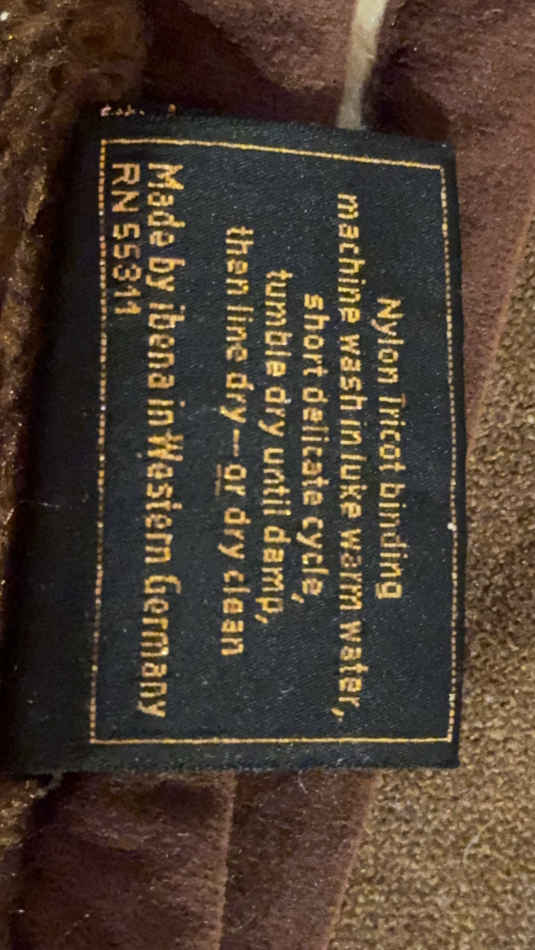 Nylon Tricot binding
machine wash in luke warm water,
short delicate cycle,
tumble dry until damp,
then line dry — or dry clean
Made by ibena in Western Germany
RN 55311